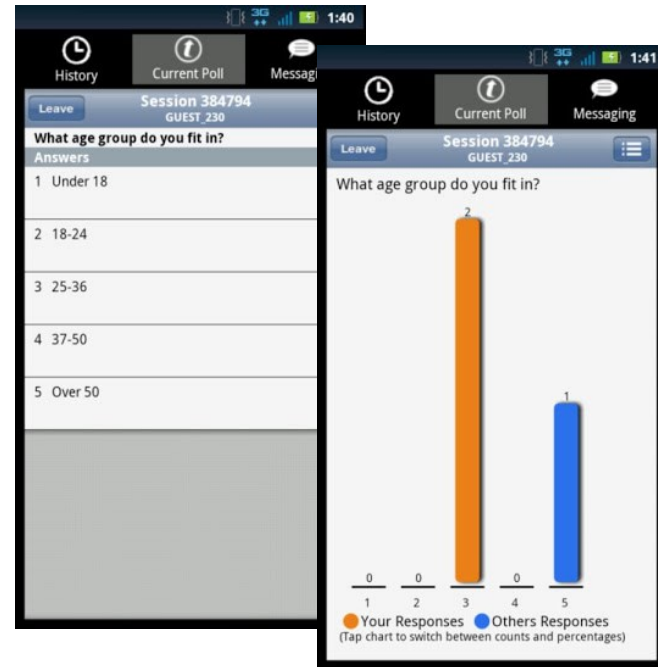 3G 1:40
History Current Poll
Leave Session 384794
GUEST_230
What age group do you fit in?
Answers
1 Under 18
2 18-24
3 25-36
4 37-50
5 Over 50
3G 1:41
History Current Poll Messaging
Leave Session 384794
GUEST_230
What age group do you fit in?
2
1
0 0 0
1 2 3 4 5
Your Responses Others Responses
(Tap chart to switch between counts and percentages)